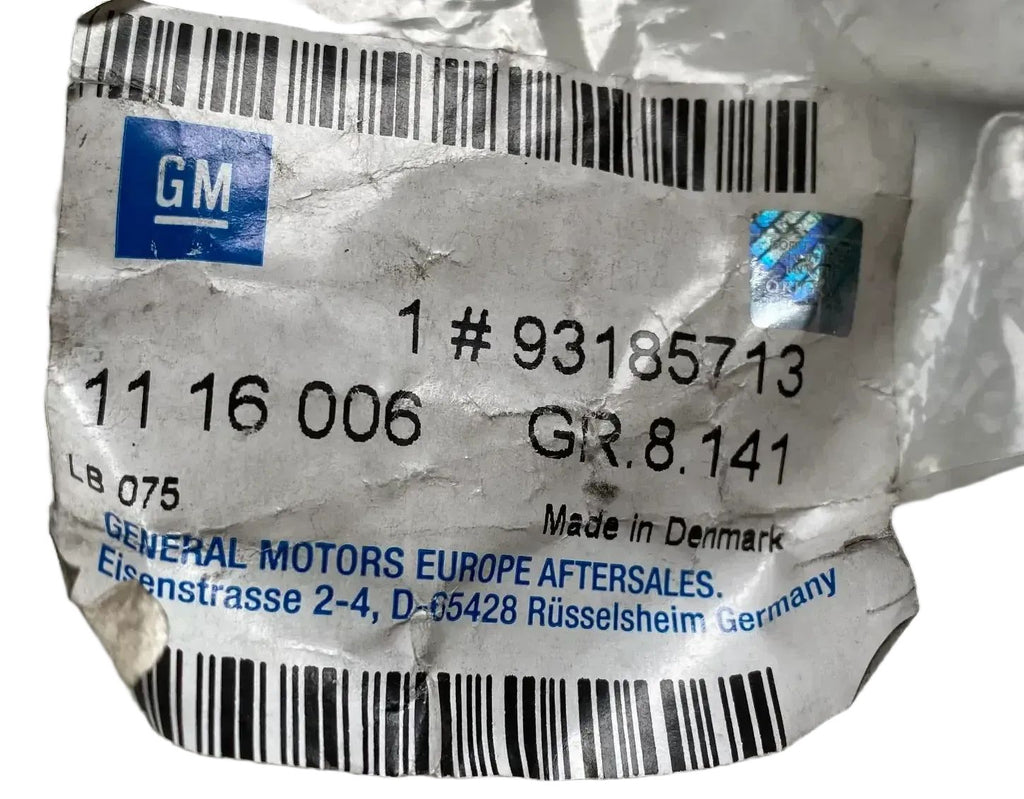 GM
1 # 93185713
11 16 006 GR.8.141
LB 075
Made in Denmark
GENERAL MOTORS EUROPE AFTERSALES.
Eisenstrasse 2-4, D-65428 Rüsselsheim Germany